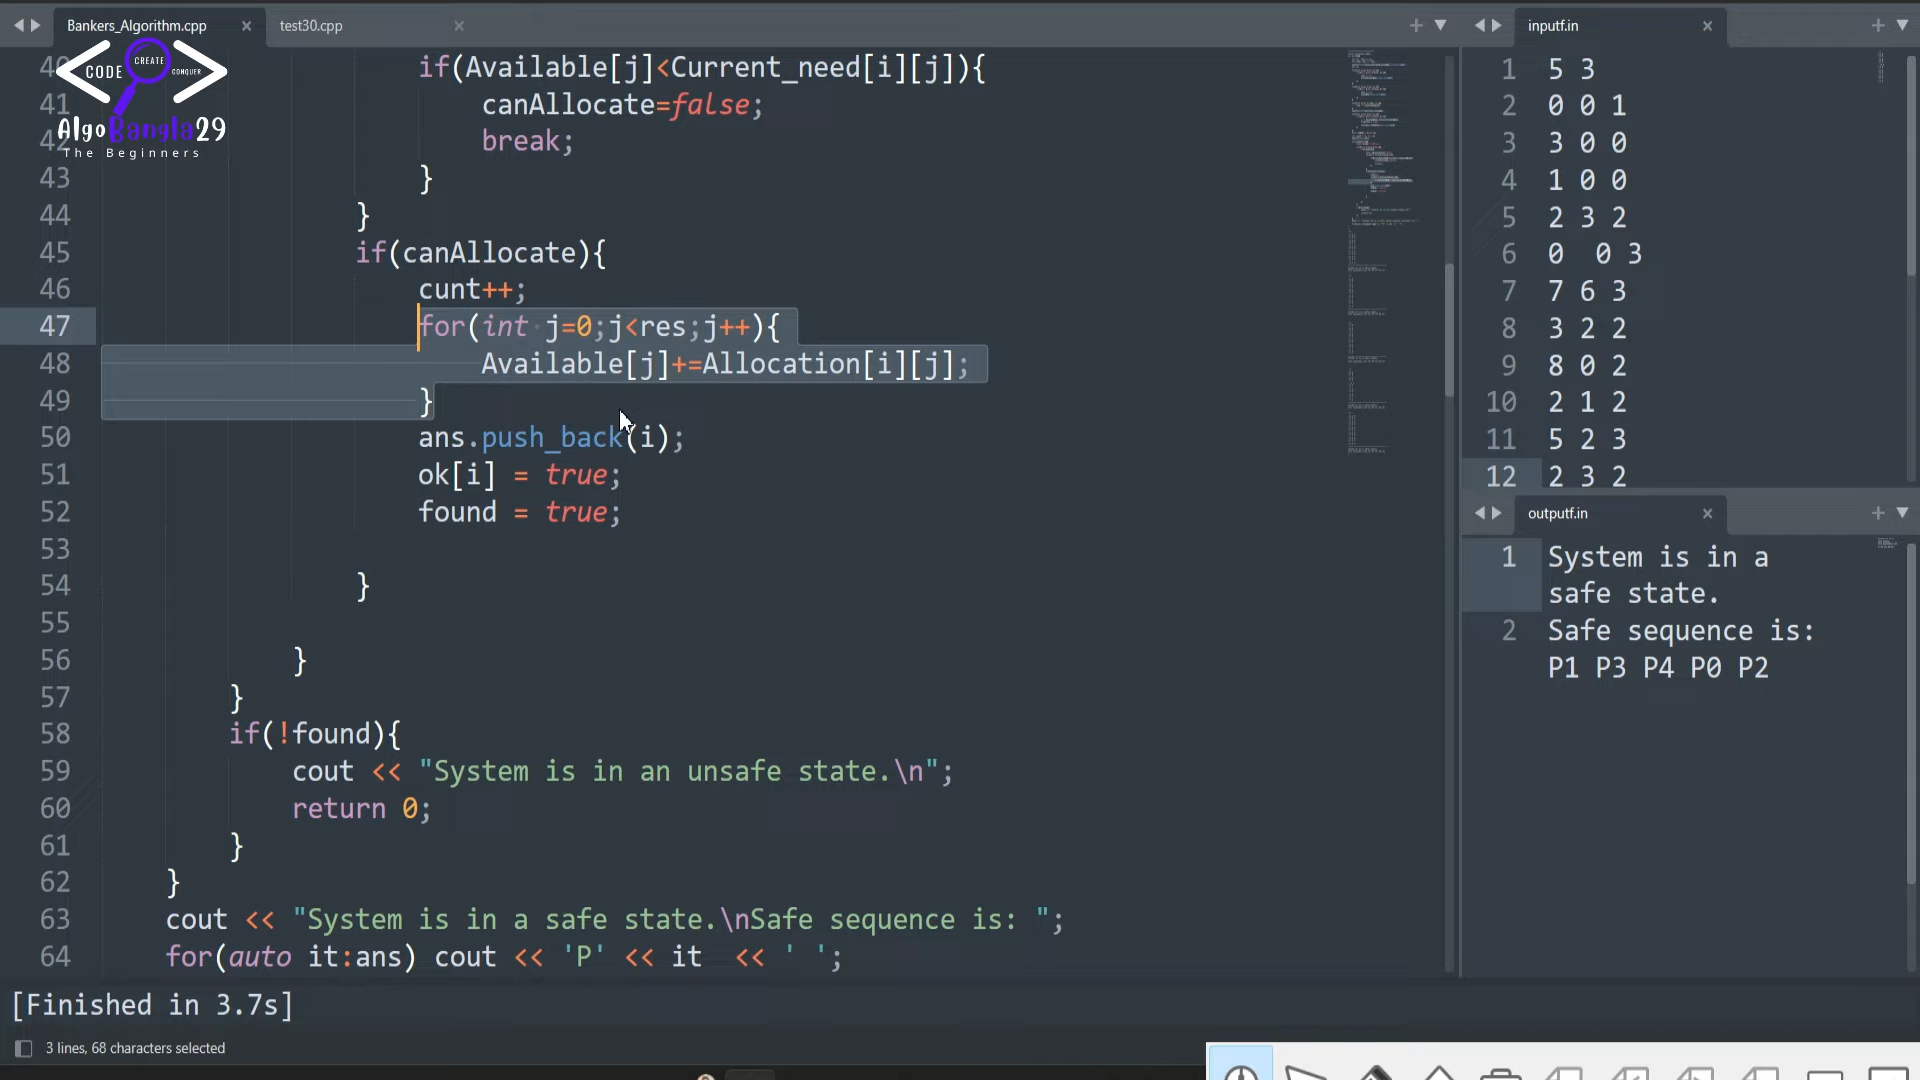 Bankers_Algorithm.cpp
test30.cpp
CODE
CREATE
CONQUER
AlgoBangla29
The Beginners
40 if(Available[j]<Current_need[i][j]){
41 canAllocate=false;
42 break;
43 }
44 }
45 if(canAllocate){
46 cunt++;
47 for(int j=0;j<res;j++){
48 Available[j]+=Allocation[i][j];
49 }
50 ans.push_back(i);
51 ok[i] = true;
52 found = true;
53
54 }
55
56 }
57 }
58 if(!found){
59 cout << "System is in an unsafe state.\n";
60 return 0;
61 }
62 }
63 cout << "System is in a safe state.\nSafe sequence is: ";
64 for(auto it:ans) cout << 'P' << it << ' ';
[Finished in 3.7s]
3 lines, 68 characters selected
inputf.in
1 5 3
2 0 0 1
3 3 0 0
4 1 0 0
5 2 3 2
6 0 0 3
7 7 6 3
8 3 2 2
9 8 0 2
10 2 1 2
11 5 2 3
12 2 3 2
outputf.in
1 System is in a
safe state.
2 Safe sequence is:
P1 P3 P4 P0 P2